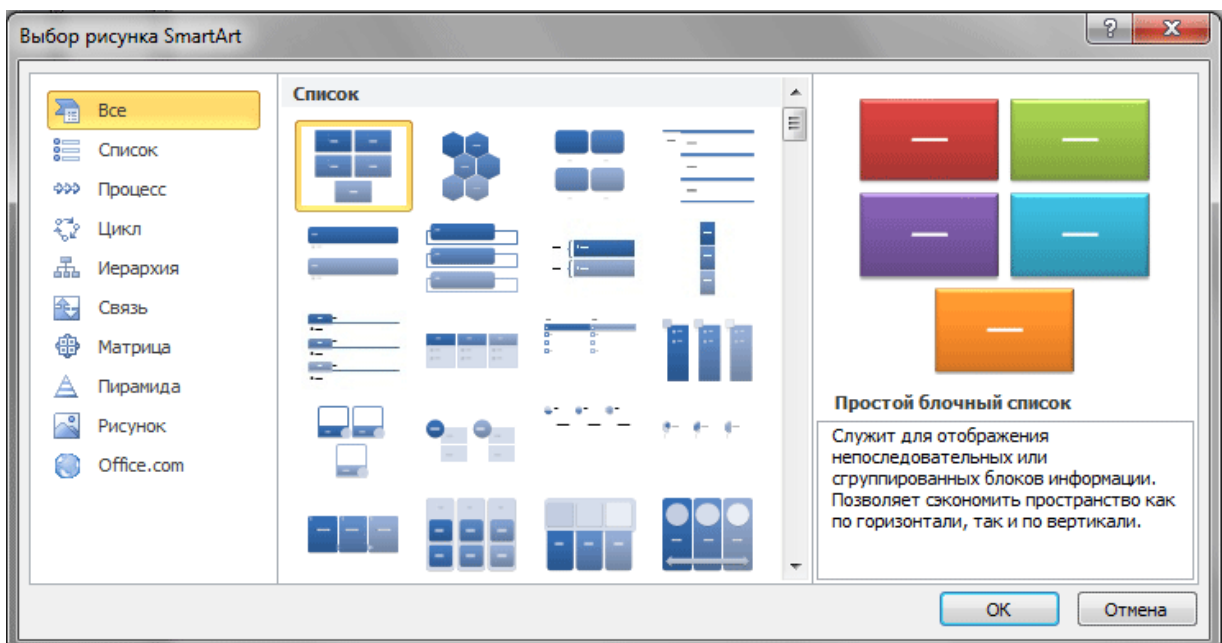 Выбор рисунка SmartArt
Все
Список
Процесс
Цикл
Иерархия
Связь
Матрица
Пирамида
Рисунок
Office.com
Список
Простой блочный список
Служит для отображения
непоследовательных или
сгруппированных блоков информации.
Позволяет сэкономить пространство как
по горизонтали, так и по вертикали.
OK
Отмена